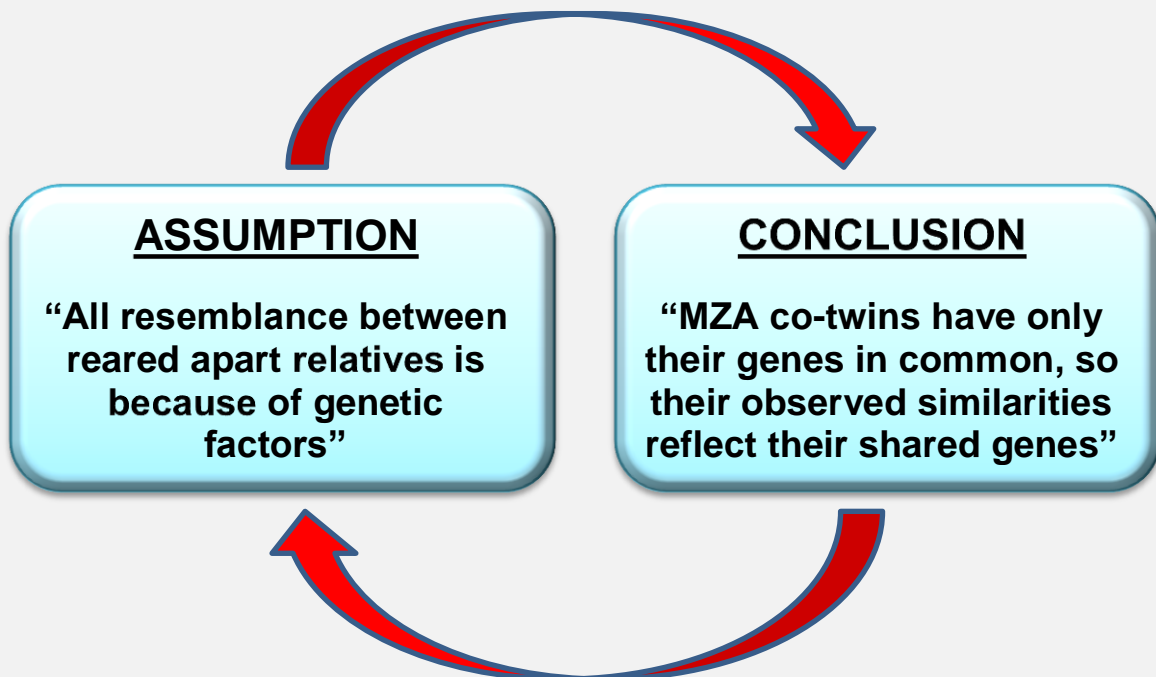 ASSUMPTION
“All resemblance between
reared apart relatives is
because of genetic
factors”
CONCLUSION
“MZA co-twins have only
their genes in common, so
their observed similarities
reflect their shared genes”